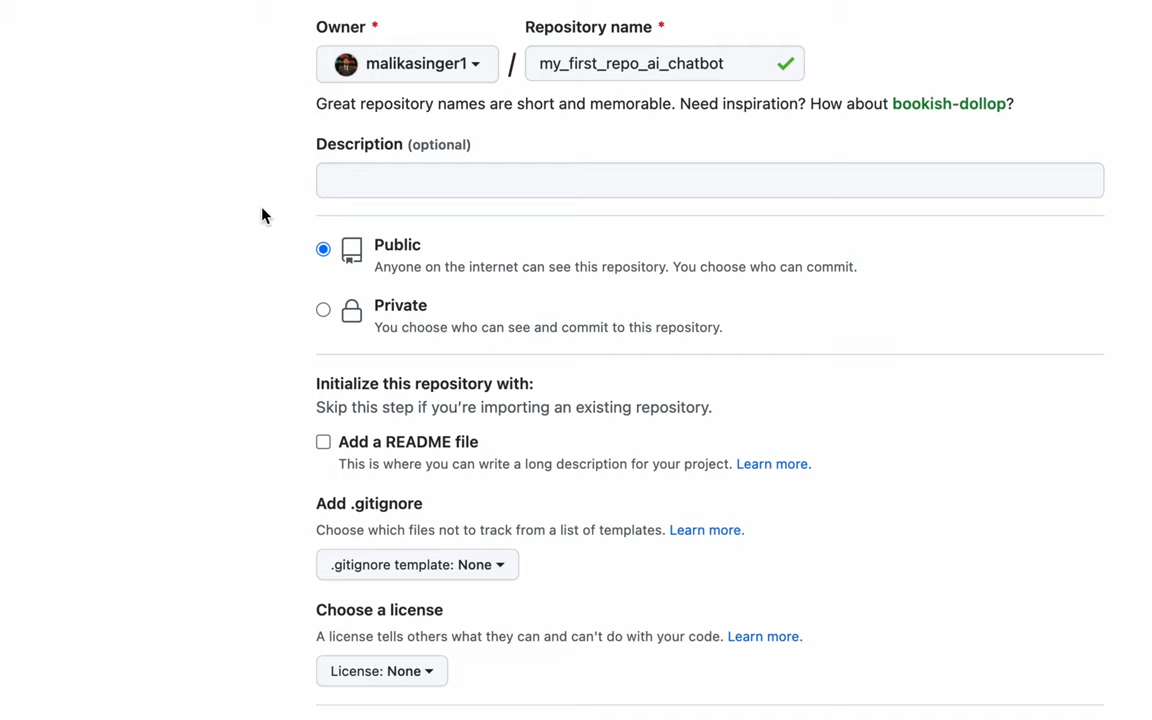 Owner * Repository name *
malikasinger1 / my_first_repo_ai_chatbot
Great repository names are short and memorable. Need inspiration? How about bookish-dollop?
Description (optional)
Public
Anyone on the internet can see this repository. You choose who can commit.
Private
You choose who can see and commit to this repository.
Initialize this repository with:
Skip this step if you’re importing an existing repository.
Add a README file
This is where you can write a long description for your project. Learn more.
Add .gitignore
Choose which files not to track from a list of templates. Learn more.
.gitignore template: None
Choose a license
A license tells others what they can and can't do with your code. Learn more.
License: None